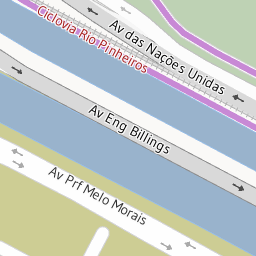 Av das Nações Unidas
Ciclovia Rio Pinheiros
Av Eng Billings
Av Prf Melo Morais